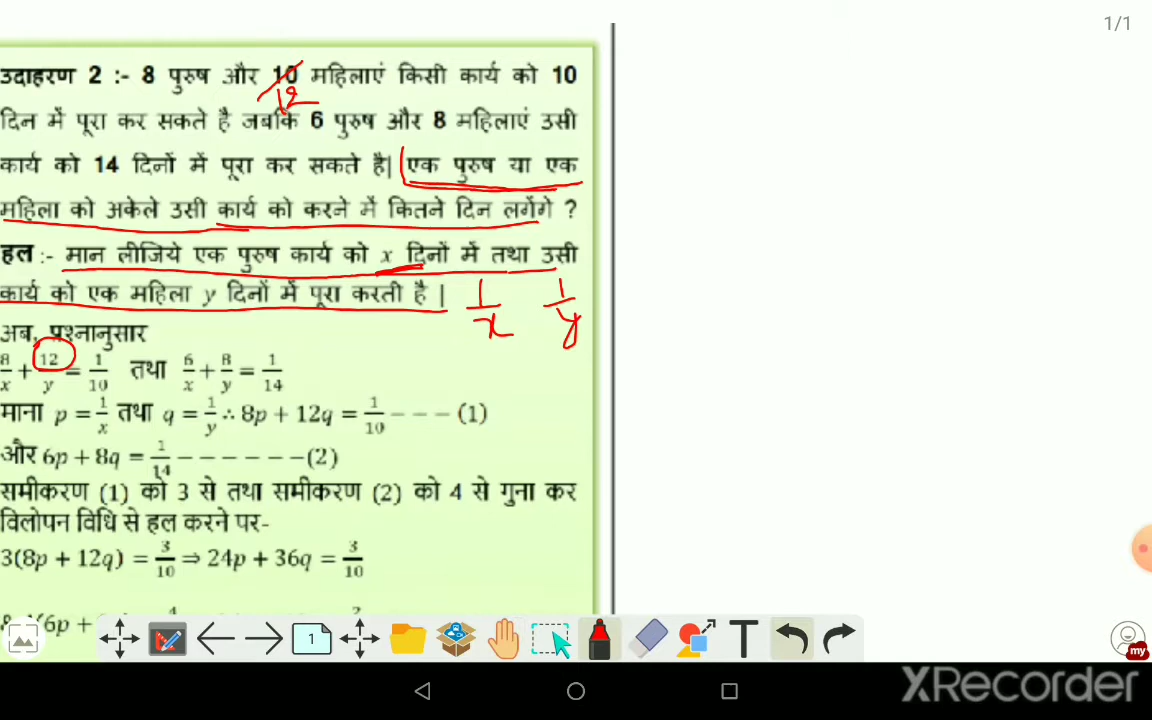 1/1
उदाहरण 2 :- 8 पुरुष और 10 महिलाएं किसी कार्य को 10
12
दिन में पूरा कर सकते है जबकि 6 पुरुष और 8 महिलाएं उसी
कार्य को 14 दिनों में पूरा कर सकते है| एक पुरुष या एक
महिला को अकेले उसी कार्य को करने में कितने दिन लगेंगे ?
हल :- मान लीजिये एक पुरुष कार्य को x दिनों में तथा उसी
कार्य को एक महिला y दिनों में पूरा करती है |
1/x 1/y
अब, प्रश्नानुसार
8/x + 12/y = 1/10 तथा 6/x + 8/y = 1/14
माना p = 1/x तथा q = 1/y ∴ 8p + 12q = 1/10 - - - (1)
और 6p + 8q = 1/14 - - - - - - (2)
समीकरण (1) को 3 से तथा समीकरण (2) को 4 से गुना कर
विलोपन विधि से हल करने पर-
3(8p + 12q) = 3/10 ⇒ 24p + 36q = 3/10
(6p +
1
T
my
XRecorder